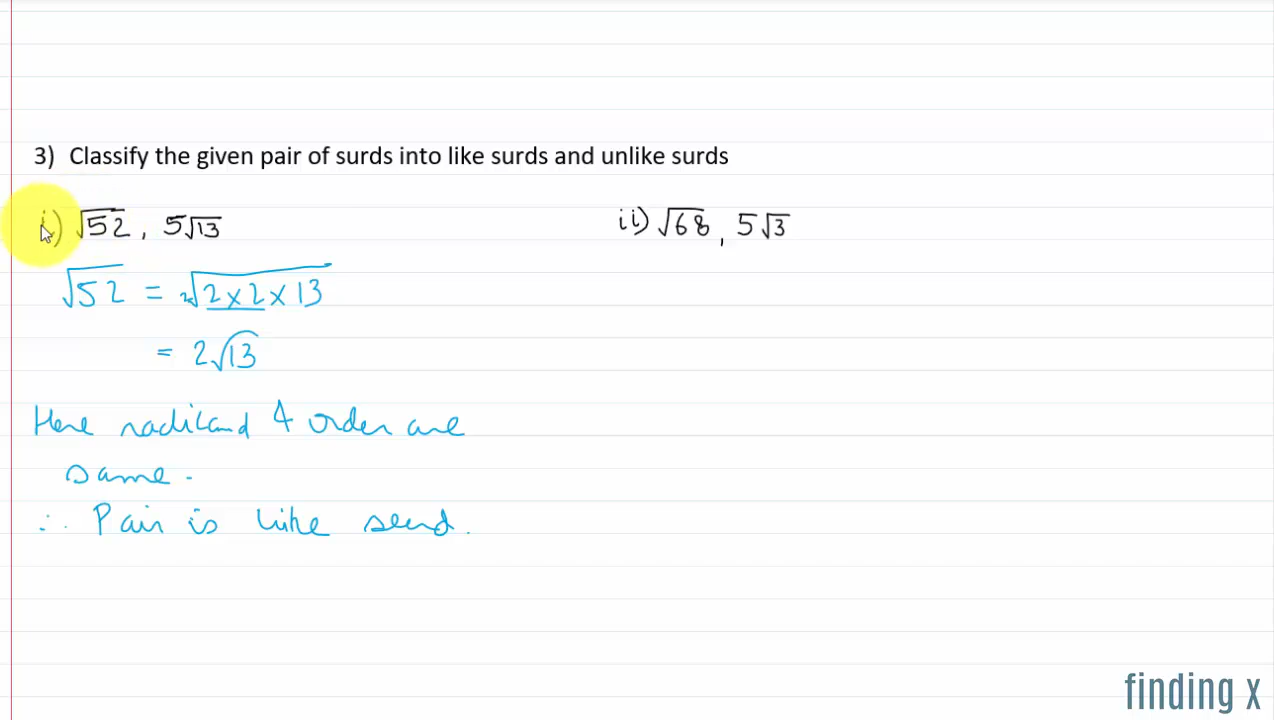 3) Classify the given pair of surds into like surds and unlike surds
i) √52 , 5√13
ii) √68 , 5√3
√52 = 2√2×2×13
= 2√13
Here radicand & order are
same.
∴ Pair is like surd.
finding x